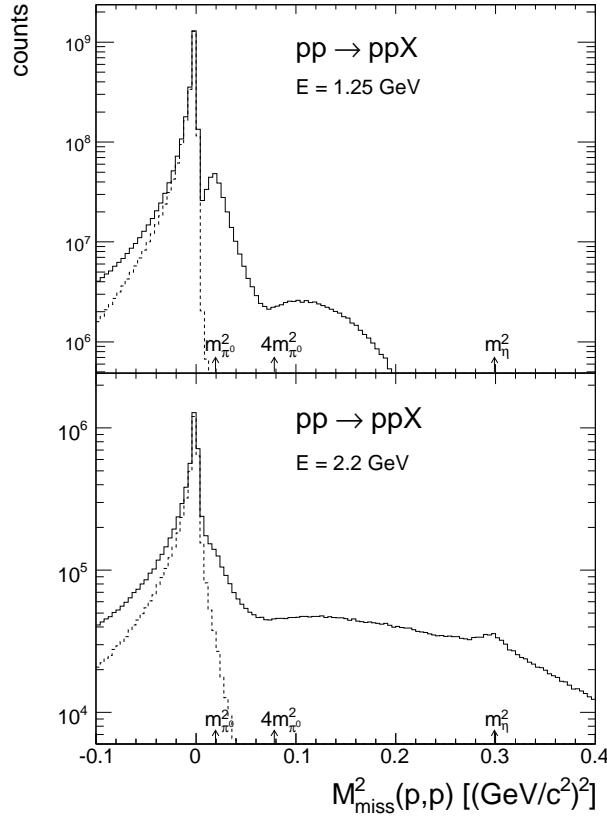 counts
10⁹
pp → ppX
E = 1.25 GeV
10⁸
10⁷
10⁶
m²π⁰ 4m²π⁰ m²η
pp → ppX
10⁶
E = 2.2 GeV
10⁵
10⁴
m²π⁰ 4m²π⁰ m²η
-0.1 0 0.1 0.2 0.3 0.4
M²miss(p,p) [(GeV/c²)²]